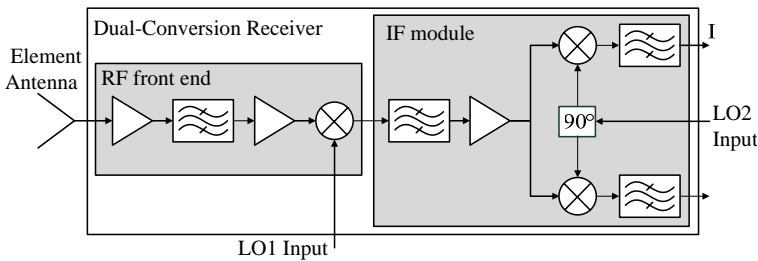 Dual-Conversion Receiver
IF module
I
Element
Antenna
RF front end
90°
LO2
Input
LO1 Input